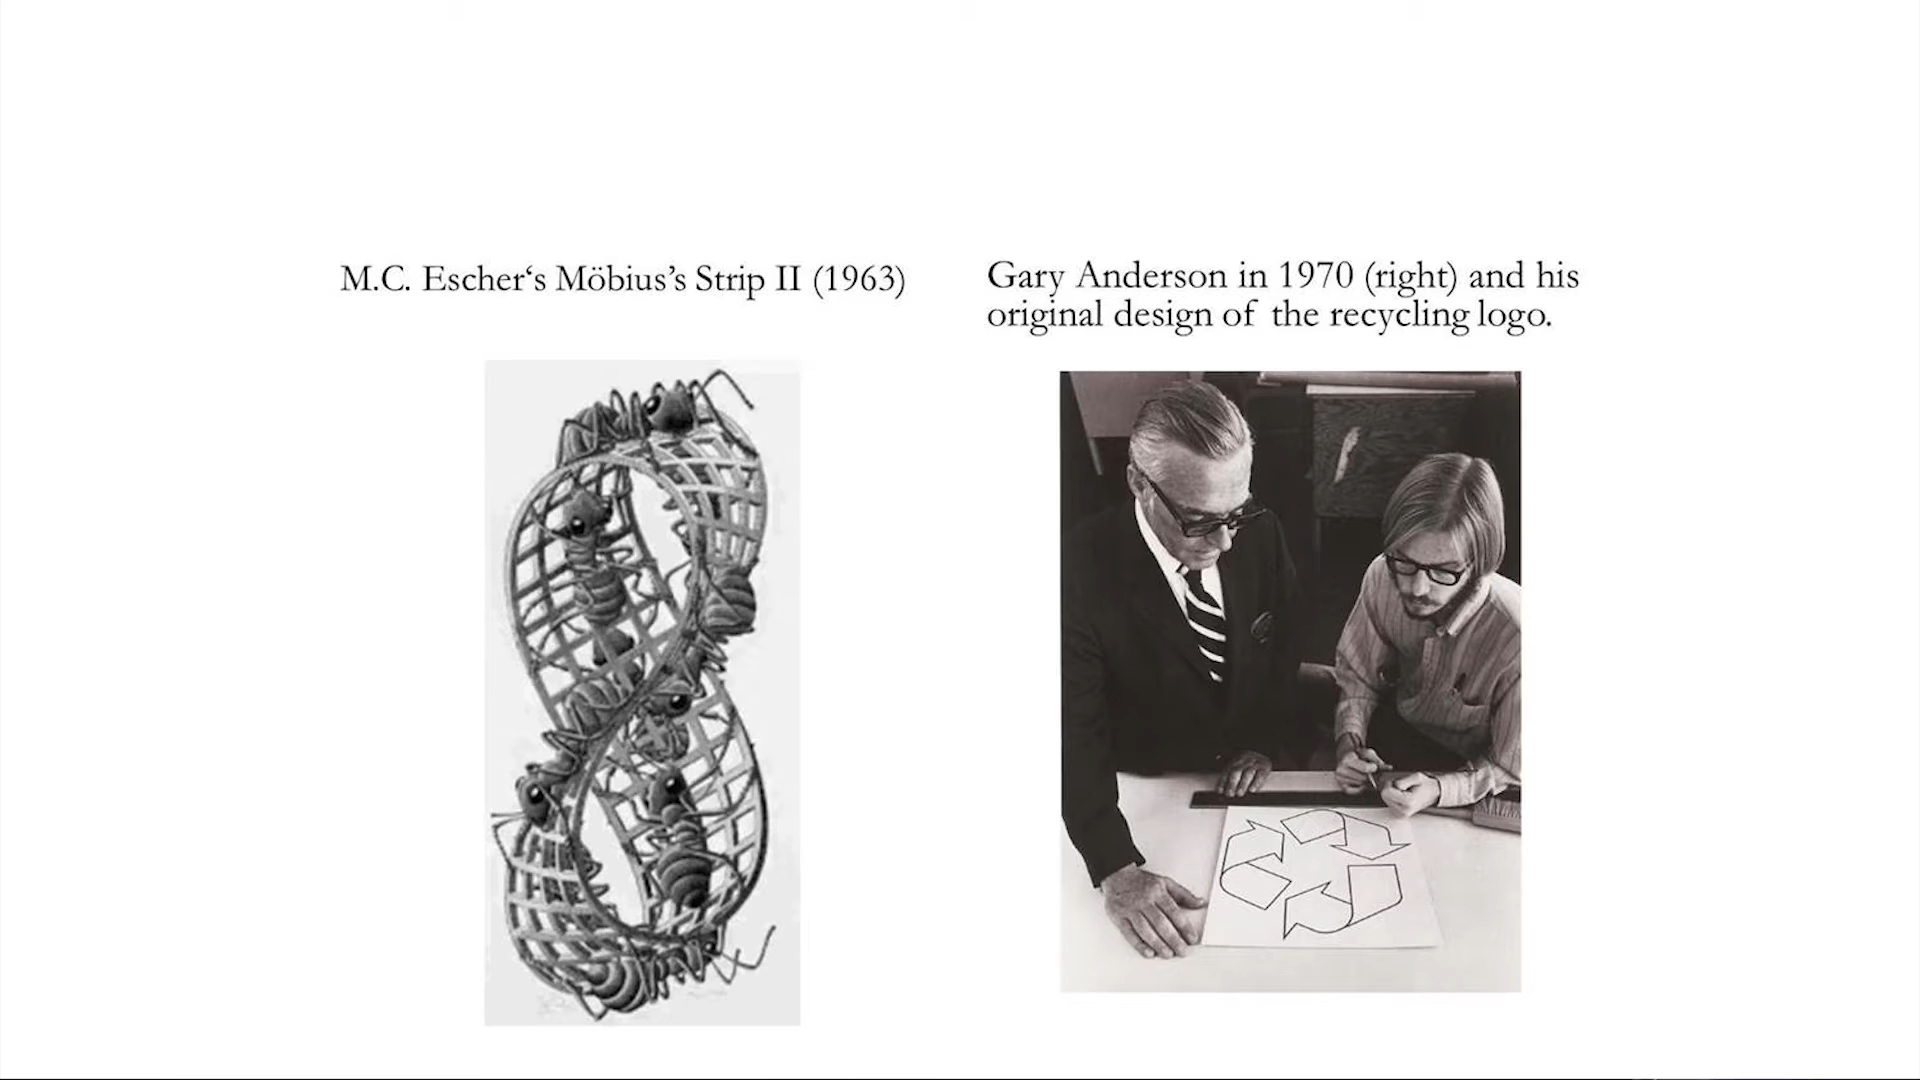 M.C. Escher‘s Möbius’s Strip II (1963)
Gary Anderson in 1970 (right) and his
original design of the recycling logo.